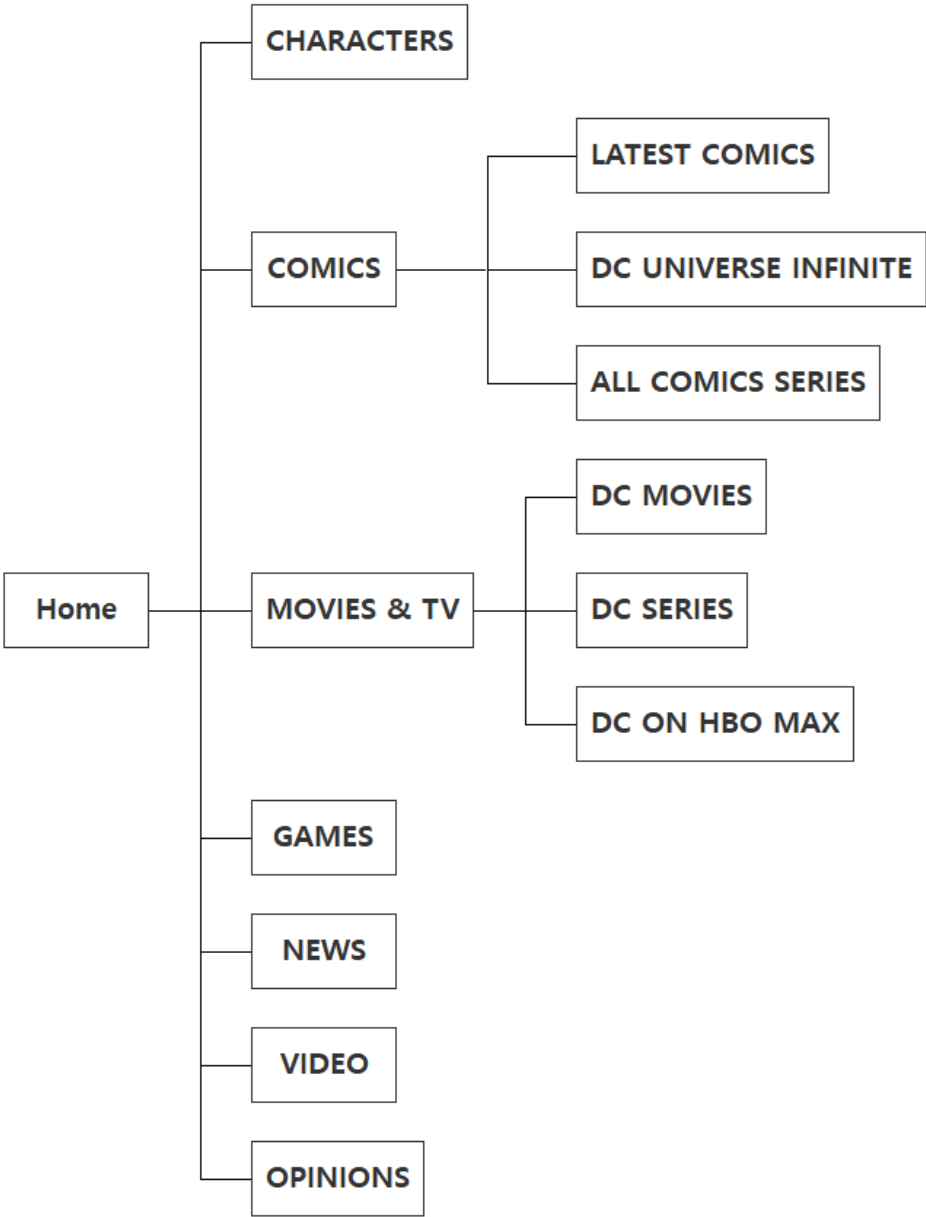 CHARACTERS
LATEST COMICS
COMICS
DC UNIVERSE INFINITE
ALL COMICS SERIES
DC MOVIES
Home
MOVIES & TV
DC SERIES
DC ON HBO MAX
GAMES
NEWS
VIDEO
OPINIONS